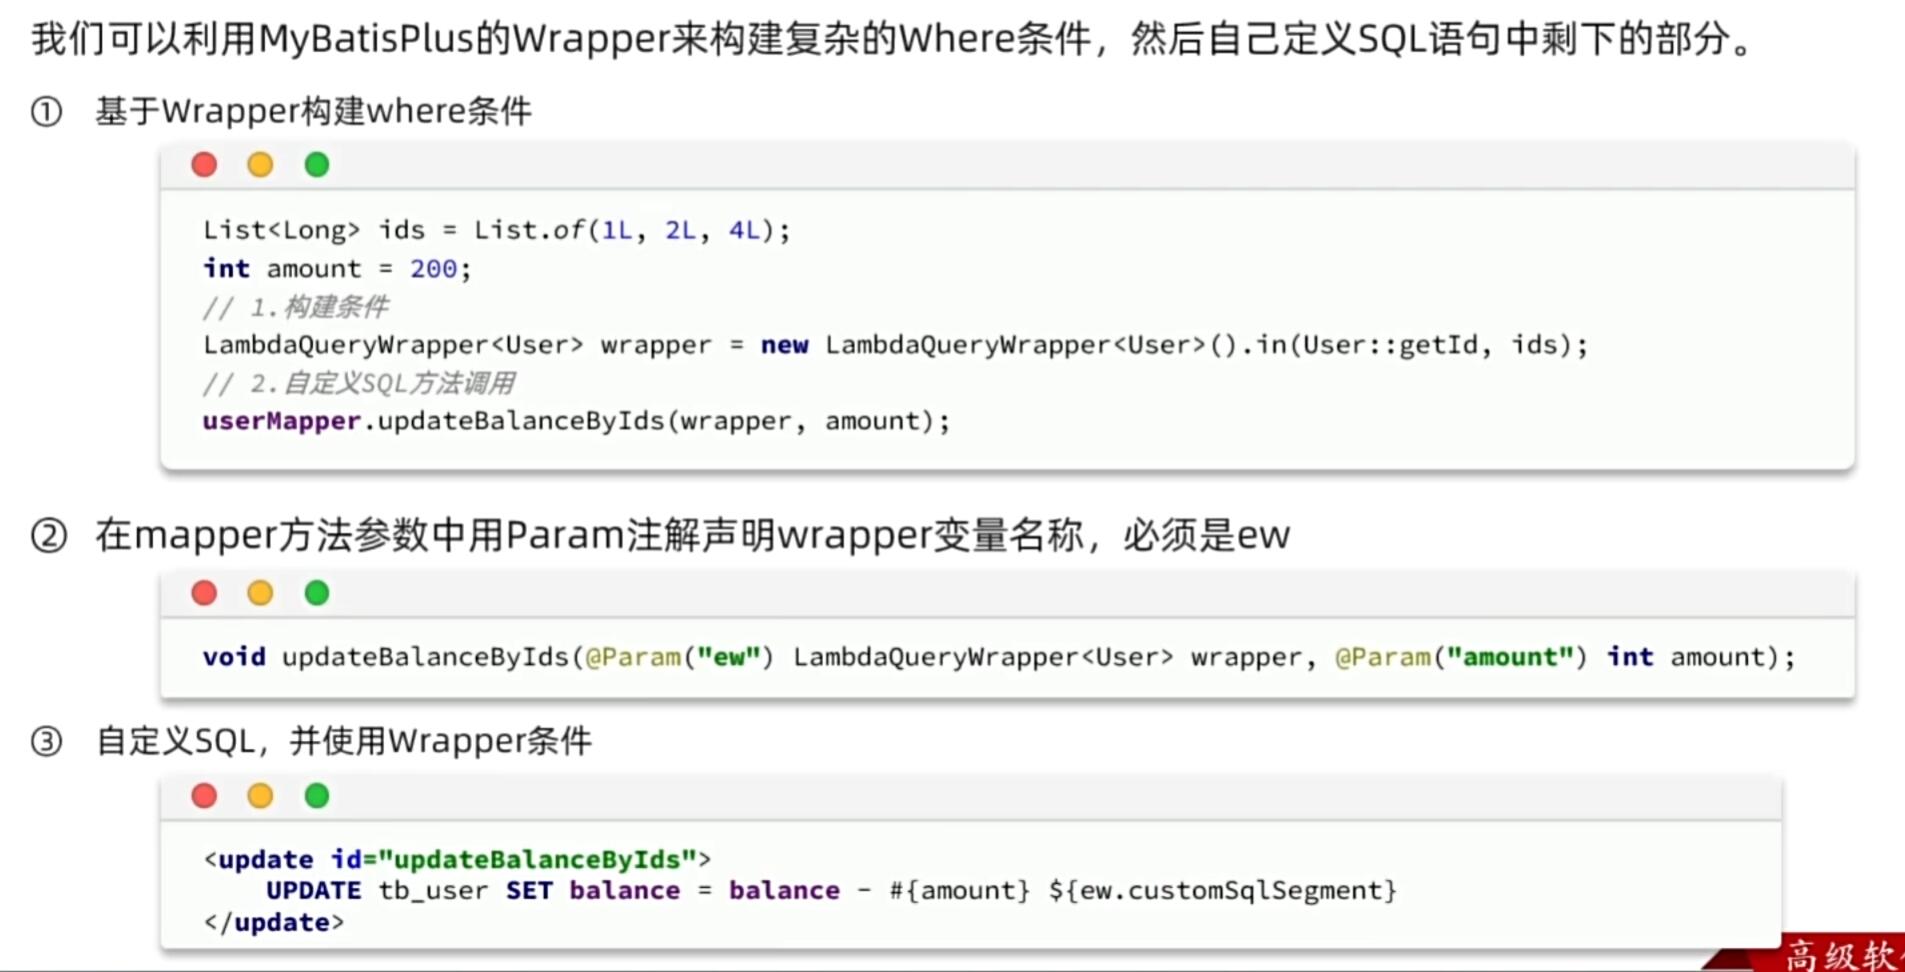 我们可以利用MyBatisPlus的Wrapper来构建复杂的Where条件，然后自己定义SQL语句中剩下的部分。
① 基于Wrapper构建where条件
List<Long> ids = List.of(1L, 2L, 4L);
int amount = 200;
// 1.构建条件
LambdaQueryWrapper<User> wrapper = new LambdaQueryWrapper<User>().in(User::getId, ids);
// 2.自定义SQL方法调用
userMapper.updateBalanceByIds(wrapper, amount);
② 在mapper方法参数中用Param注解声明wrapper变量名称，必须是ew
void updateBalanceByIds(@Param("ew") LambdaQueryWrapper<User> wrapper, @Param("amount") int amount);
③ 自定义SQL，并使用Wrapper条件
<update id="updateBalanceByIds">
    UPDATE tb_user SET balance = balance - #{amount} ${ew.customSqlSegment}
</update>
高级软